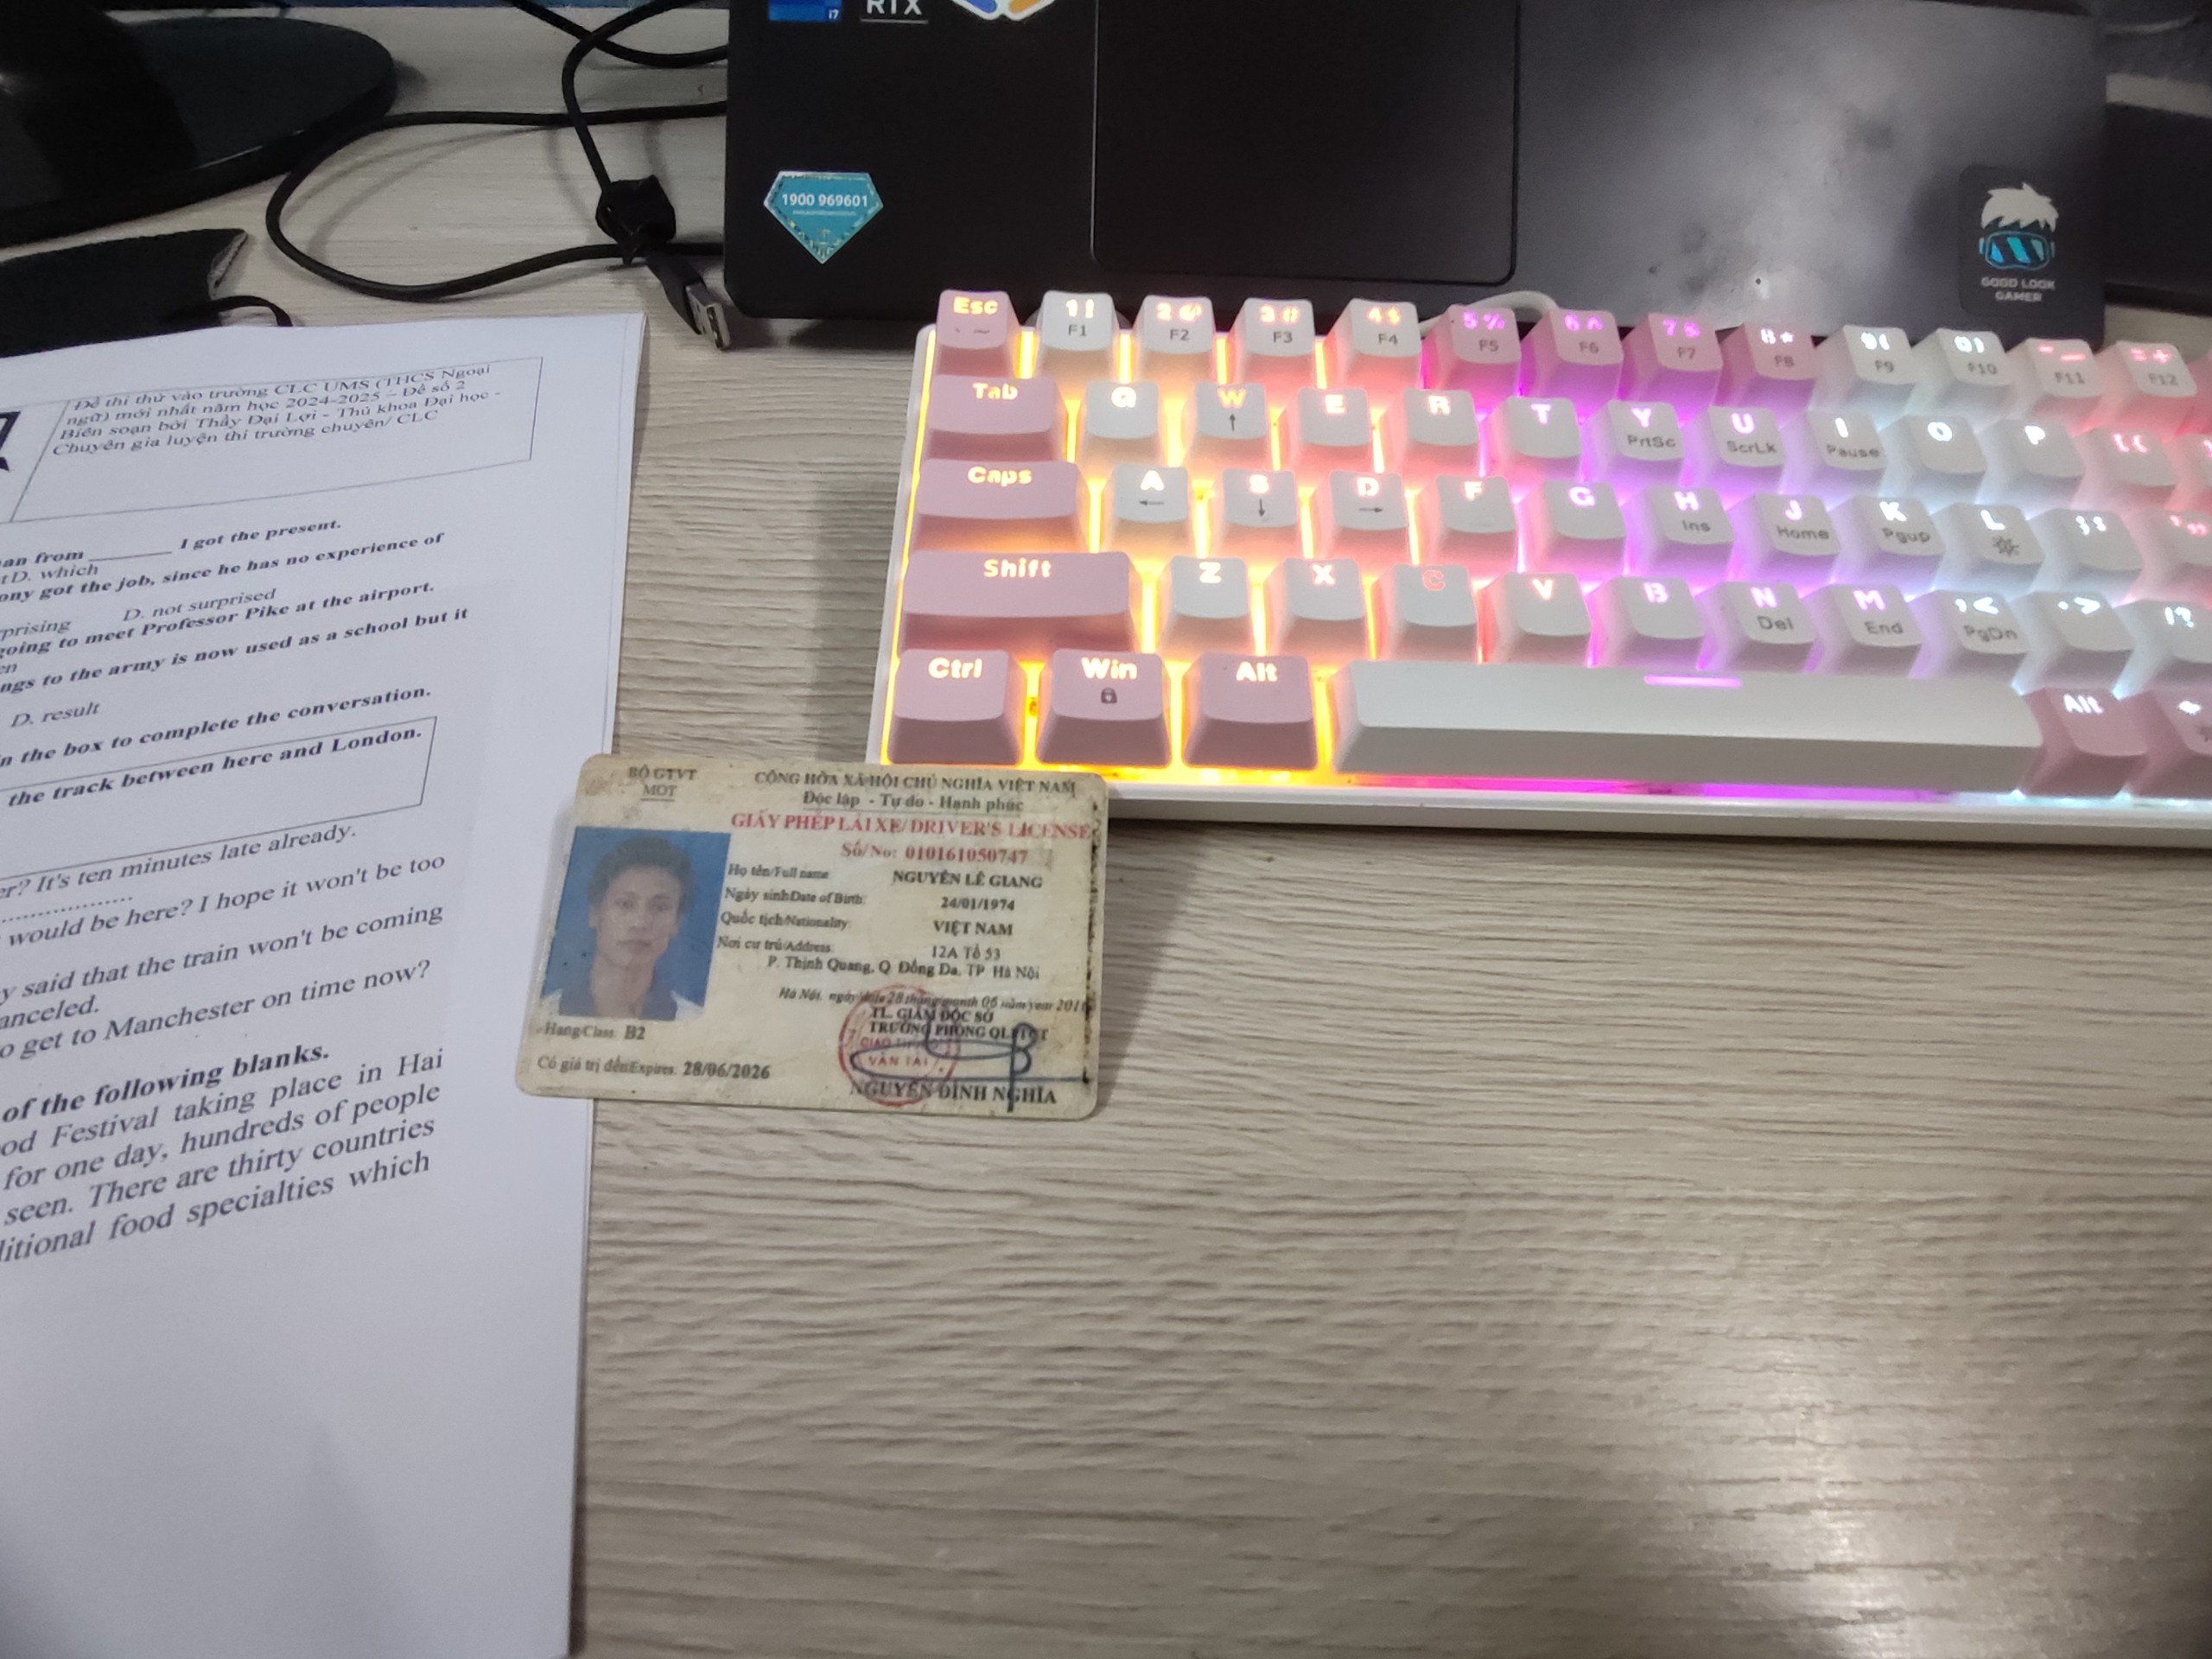 i7
RTX
1900 969601
GOOD LOOK
GAMER
Esc 1! 2@ 3# 4$ 5% 6^ 7& 8* 9( 0) -_ =+
F1 F2 F3 F4 F5 F6 F7 F8 F9 F10 F11 F12
Tab Q W E R T Y U I O P [{
PrtSc ScrLk Pause
Caps A S D F G H J K L ;:
Ins Home Pgup
Shift Z X C V B N M ,< .> /?
Del End PgDn
Ctrl Win Alt Alt
Đề thi thử vào trường CLC UMS (THCS Ngoại
ngữ) mới nhất năm học 2024-2025 – Đề số 2
Biên soạn bởi Thầy Đại Lợi - Thủ khoa Đại học -
Chuyên gia luyện thi trường chuyên/ CLC
an from ________ I got the present.
D. which
ony got the job, since he has no experience of
prising D. not surprised
going to meet Professor Pike at the airport.
en
ngs to the army is now used as a school but it
D. result
in the box to complete the conversation.
the track between here and London.
er? It's ten minutes late already.
would be here? I hope it won't be too
y said that the train won't be coming
anceled.
o get to Manchester on time now?
of the following blanks.
od Festival taking place in Hai
for one day, hundreds of people
seen. There are thirty countries
ditional food specialties which
BỘ GTVT
MOT
CỘNG HÒA XÃ HỘI CHỦ NGHĨA VIỆT NAM
Độc lập - Tự do - Hạnh phúc
GIẤY PHÉP LÁI XE/DRIVER'S LICENSE
Số/No: 010161050747
Họ tên/Full name NGUYỄN LÊ GIANG
Ngày sinh/Date of Birth: 24/01/1974
Quốc tịch/Nationality: VIỆT NAM
Nơi cư trú/Address: 12A Tổ 53
P. Thịnh Quang, Q. Đống Đa, TP Hà Nội
Hà Nội, ngày/date 28 tháng/month 06 năm/year 201
TL. GIÁM ĐỐC SỞ
TRƯỞNG PHÒNG QL
VẬN TẢI
Hạng/Class B2
Có giá trị đến/Expires: 28/06/2026
NGUYỄN ĐÌNH NGHĨA